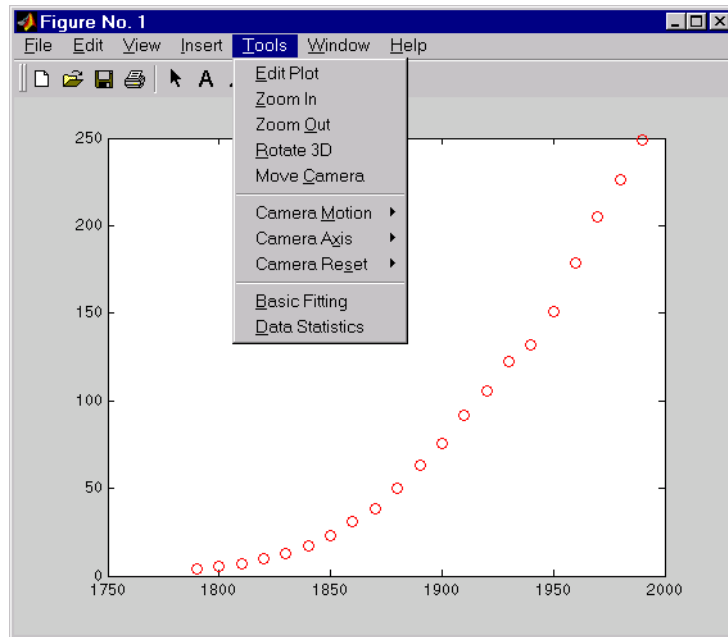 Figure No. 1
File Edit View Insert Tools Window Help
A
Edit Plot
Zoom In
Zoom Out
Rotate 3D
Move Camera
Camera Motion
Camera Axis
Camera Reset
Basic Fitting
Data Statistics
250
200
150
100
50
0
1750 1800 1850 1900 1950 2000